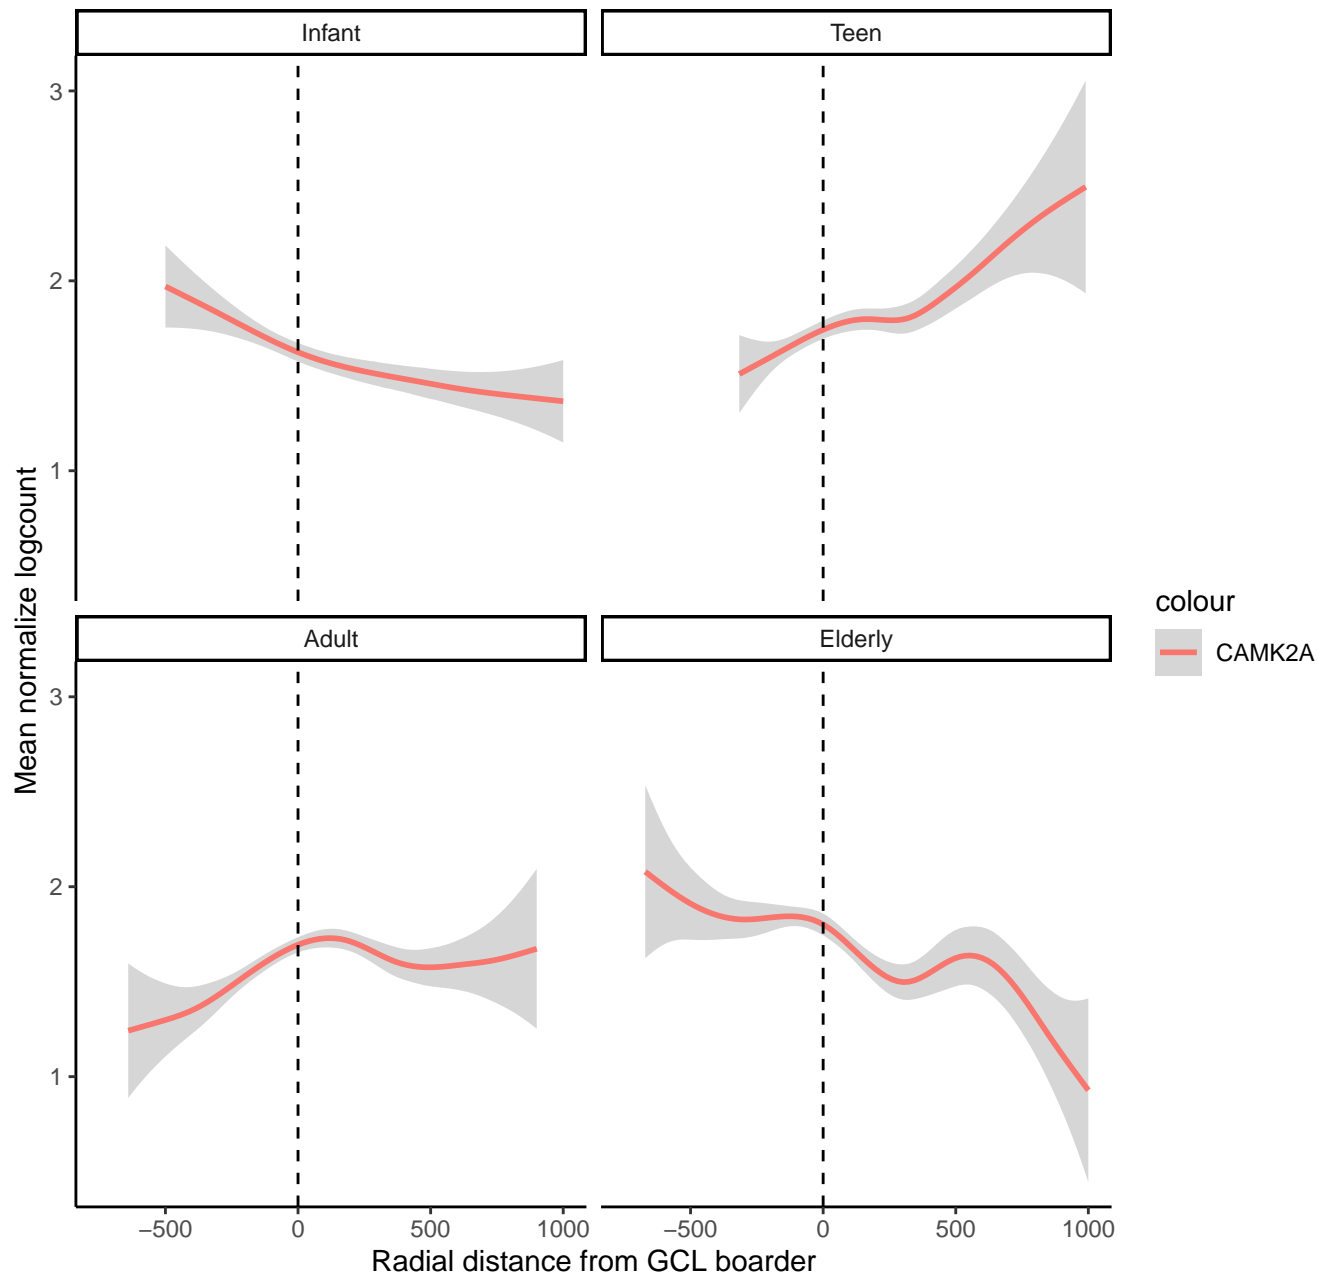 Infant
Teen
3
2
1
Adult
Elderly
3
2
1
−500
0
500
1000
−500
0
500
1000
Radial distance from GCL boarder
Mean normalize logcount
colour
CAMK2A